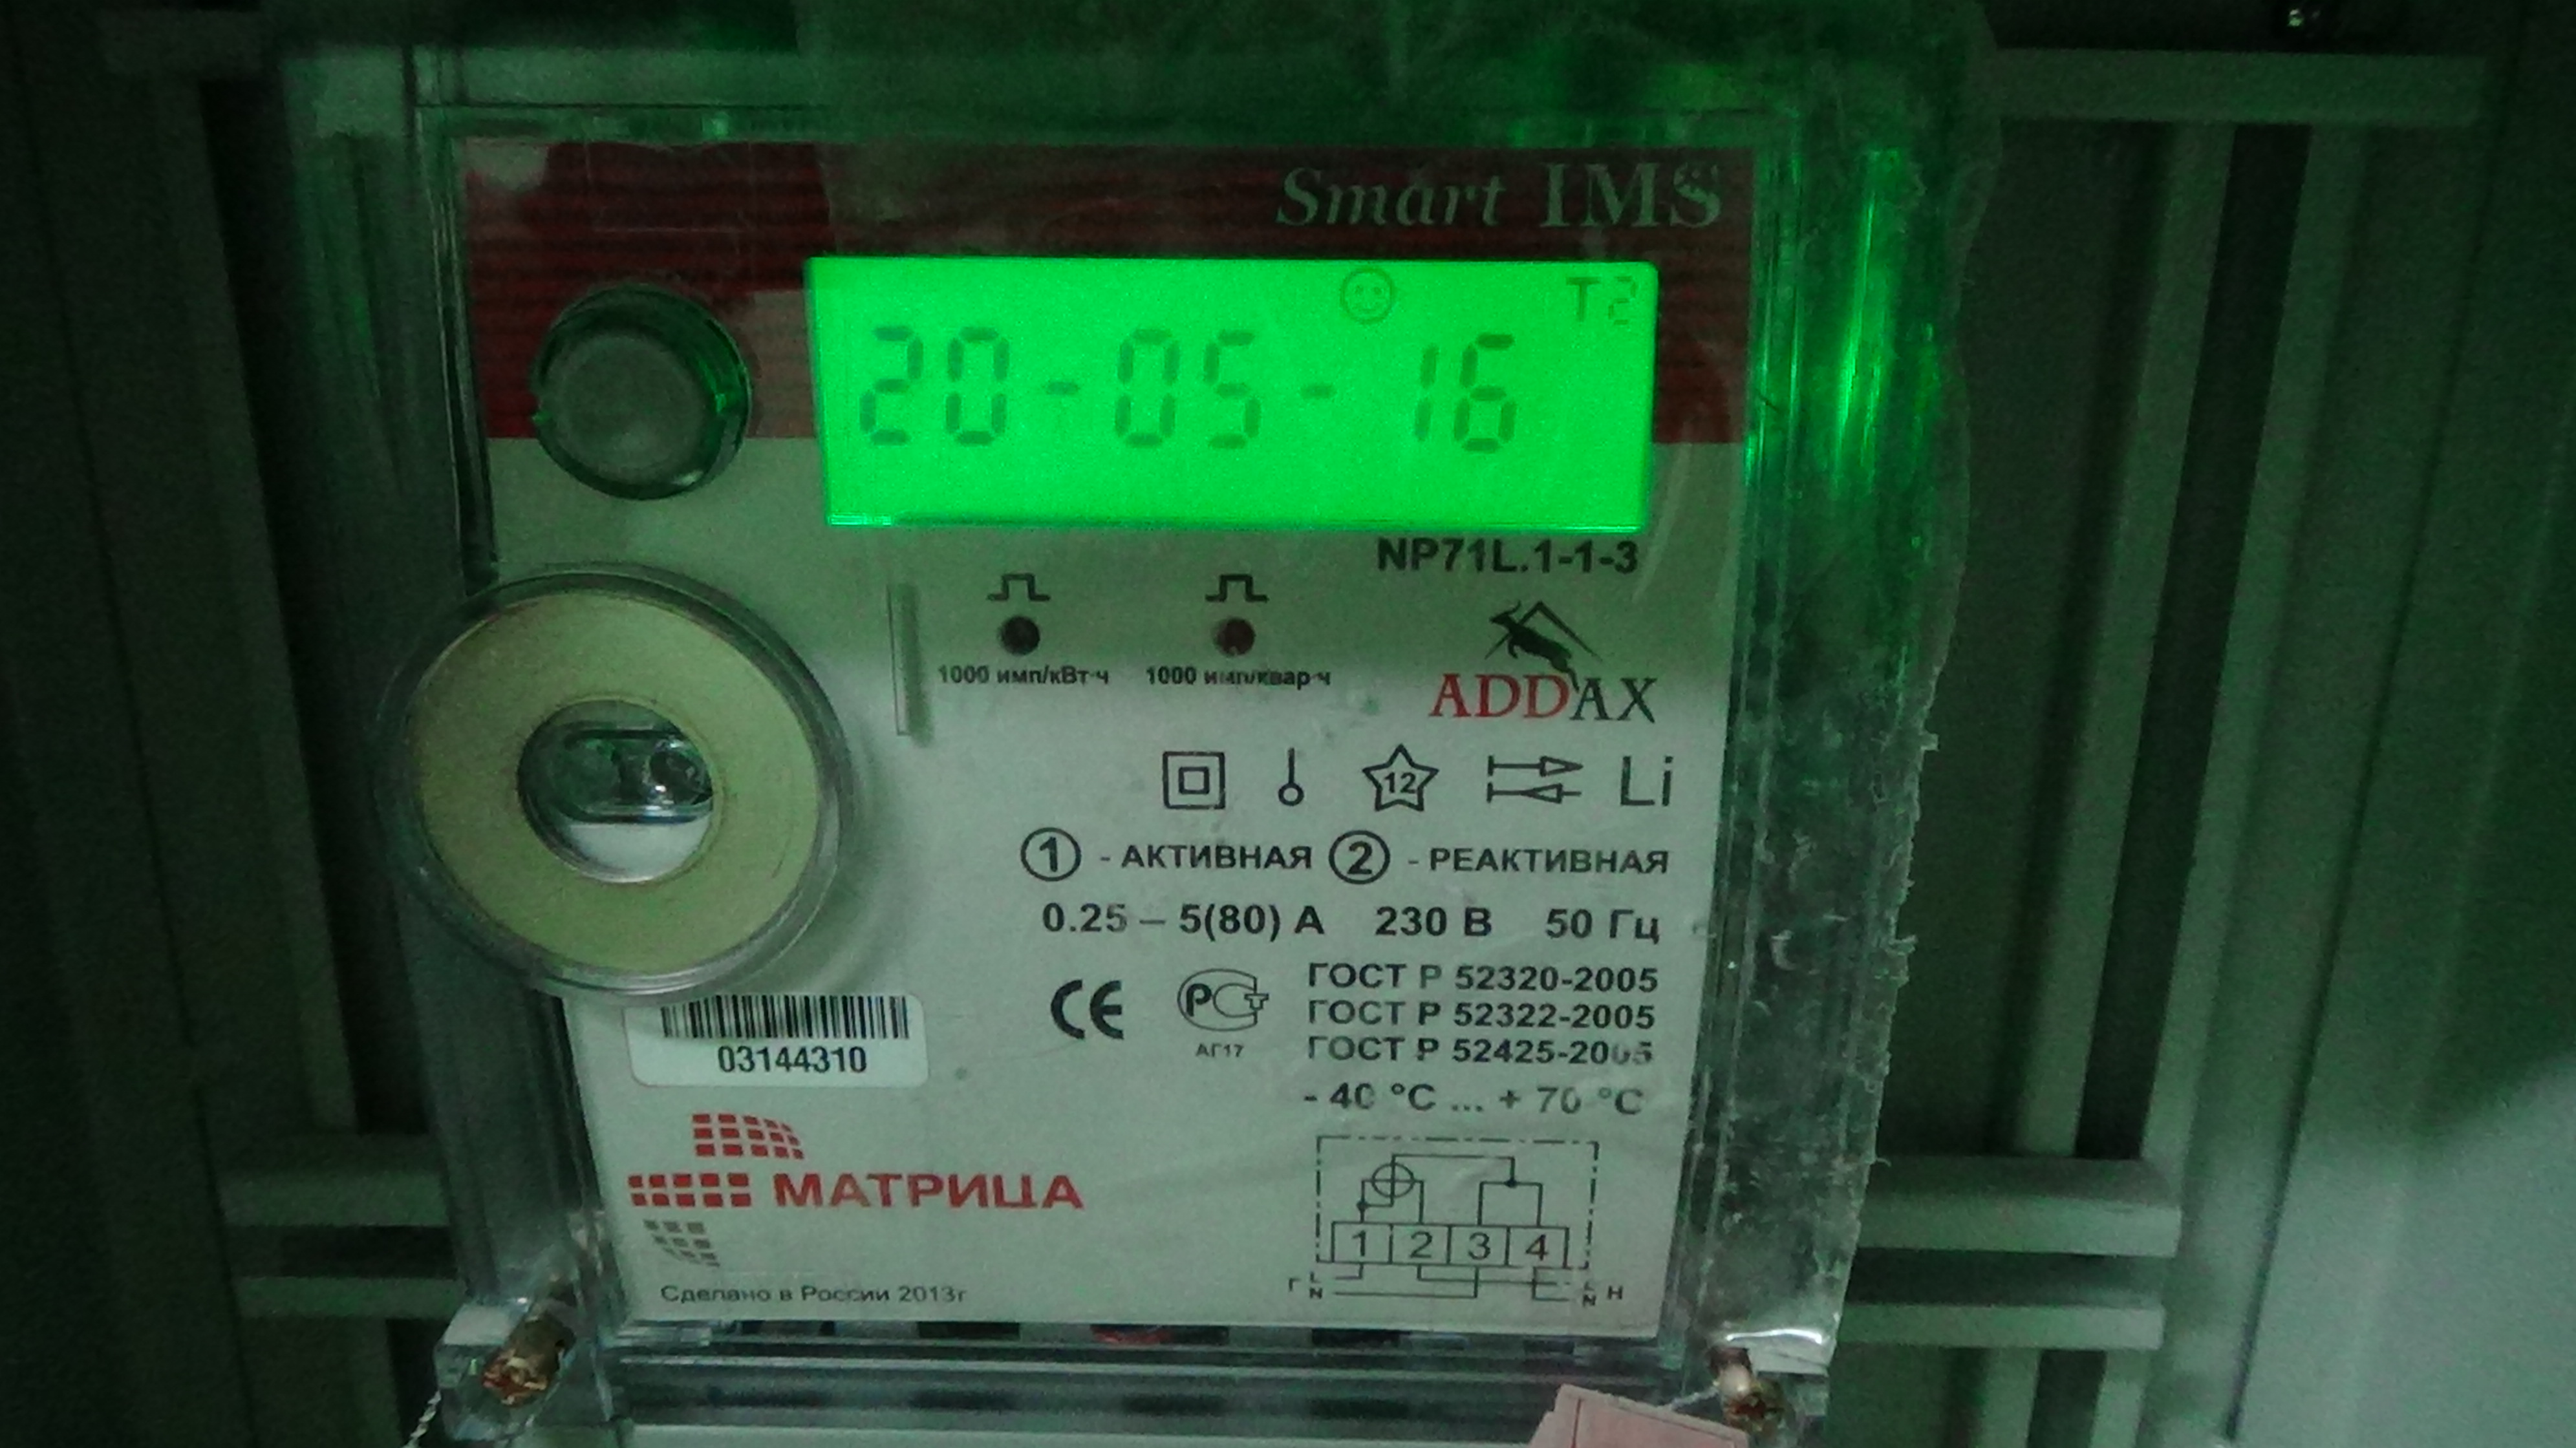 Smart IMS
T2
20-05-16
NP71L.1-1-3
1000 имп/кВт·ч 1000 имп/квар·ч
ADDAX
12 Li
1 - АКТИВНАЯ 2 - РЕАКТИВНАЯ
0.25 – 5(80) А 230 В 50 Гц
CE РСТ ГОСТ Р 52320-2005
ГОСТ Р 52322-2005
АГ17 ГОСТ Р 52425-2005
03144310
- 40 °C ... + 70 °C
МАТРИЦА
1 2 3 4
Г L L Н
N N
Сделано в России 2013г